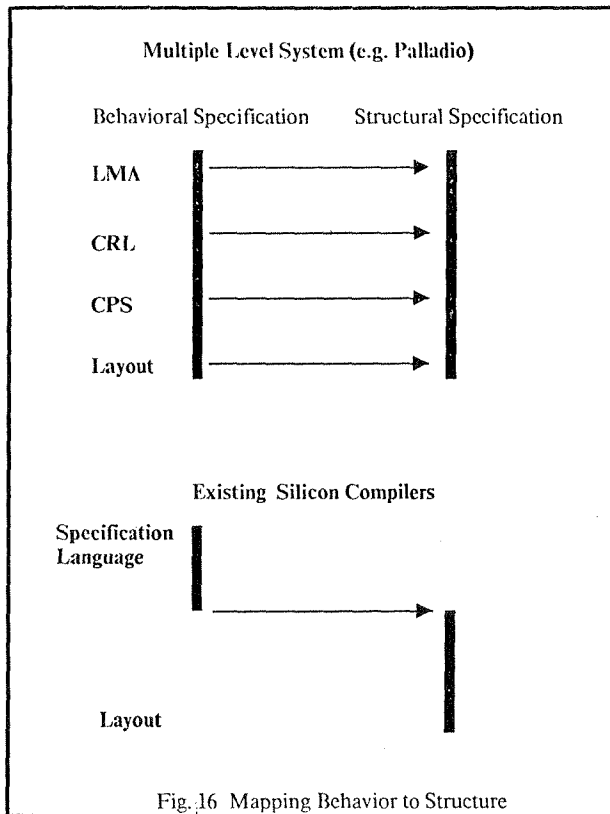 Multiple Level System (e.g. Palladio)
Behavioral Specification Structural Specification
LMA
CRL
CPS
Layout
Existing Silicon Compilers
Specification
Language
Layout
Fig. 16 Mapping Behavior to Structure